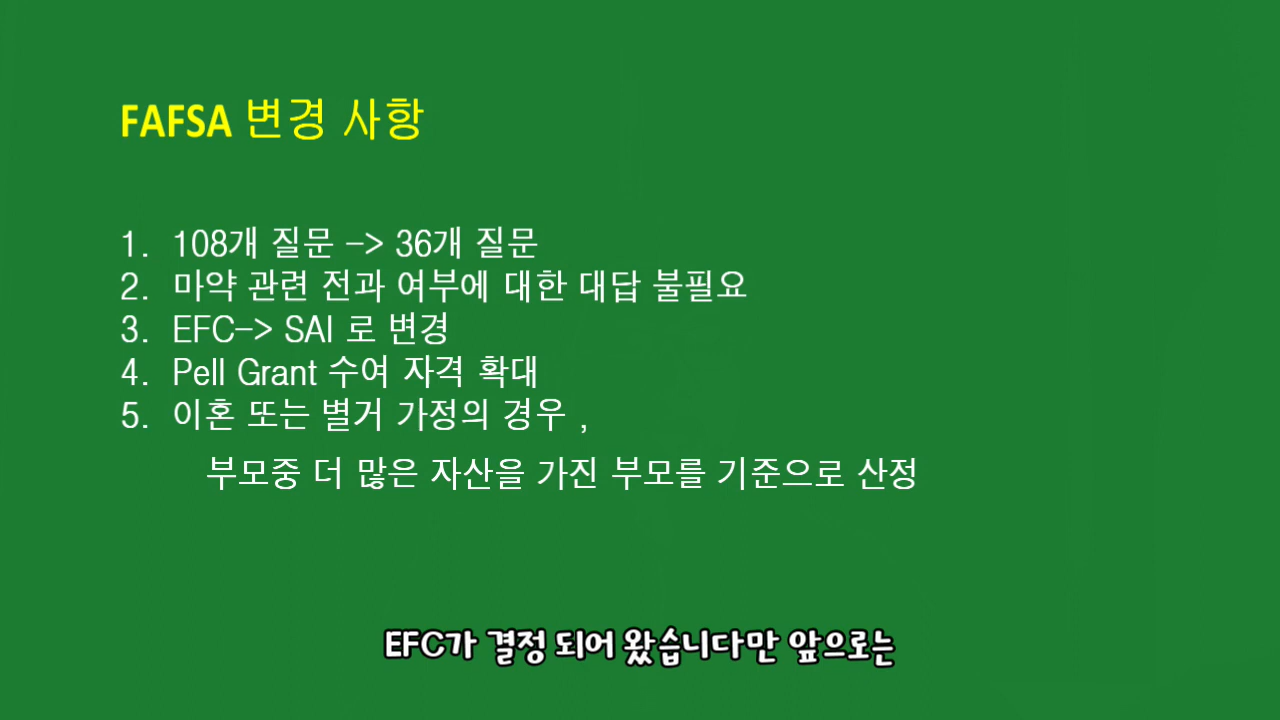 FAFSA 변경 사항
1. 108개 질문 -> 36개 질문
2. 마약 관련 전과 여부에 대한 대답 불필요
3. EFC-> SAI 로 변경
4. Pell Grant 수여 자격 확대
5. 이혼 또는 별거 가정의 경우 ,
부모중 더 많은 자산을 가진 부모를 기준으로 산정
EFC가 결정 되어 왔습니다만 앞으로는